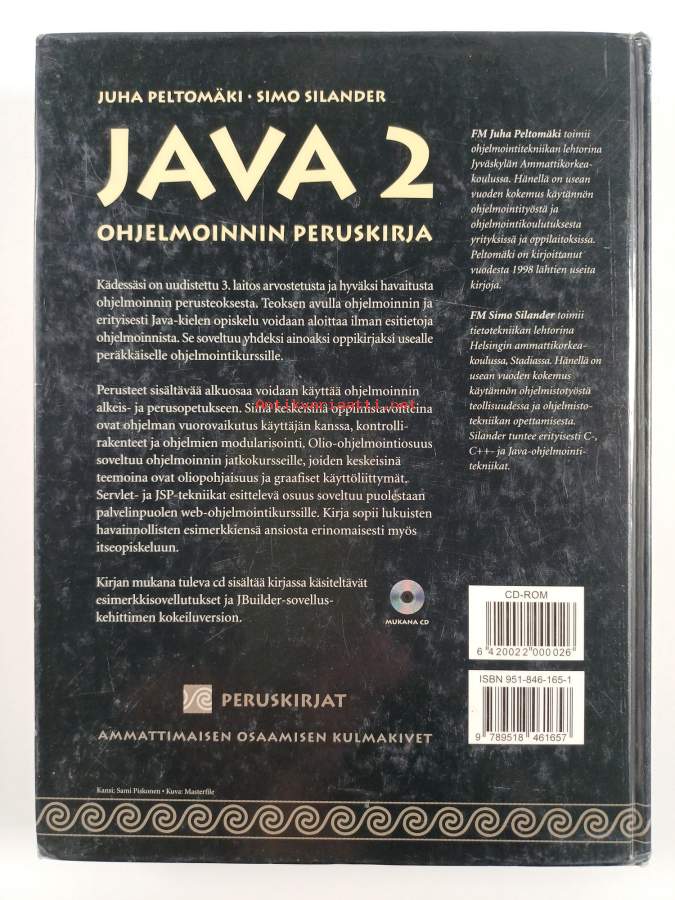 JUHA PELTOMÄKI • SIMO SILANDER
JAVA 2
OHJELMOINNIN PERUSKIRJA
Kädessäsi on uudistettu 3. laitos arvostetusta ja hyväksi havaitusta
ohjelmoinnin perusteoksesta. Teoksen avulla ohjelmoinnin ja
erityisesti Java-kielen opiskelu voidaan aloittaa ilman esitietoja
ohjelmoinnista. Se soveltuu yhdeksi ainoaksi oppikirjaksi usealle
peräkkäiselle ohjelmointikurssille.
Perusteet sisältävää alkuosaa voidaan käyttää ohjelmoinnin
alkeis- ja perusopetukseen. Siinä keskeisinä oppimistavoitteina
Antikvariaatti.net
ovat ohjelman vuorovaikutus käyttäjän kanssa, kontrolli-
rakenteet ja ohjelmien modularisointi, Olio-ohjelmointiosuus
soveltuu ohjelmoinnin jatkokursseille, joiden keskeisinä
teemoina ovat oliopohjaisuus ja graafiset käyttöliittymät.
Servlet- ja JSP-tekniikat esittelevä osuus soveltuu puolestaan
palvelinpuolen web-ohjelmointikurssille. Kirja sopii lukuisten
havainnollisten esimerkkiensä ansiosta erinomaisesti myös
itseopiskeluun.
Kirjan mukana tuleva cd sisältää kirjassa käsiteltävät
esimerkkisovellutukset ja JBuilder-sovellus-
kehittimen kokeiluversion.
MUKANA CD
FM Juha Peltomäki toimii
ohjelmointitekniikan lehtorina
Jyväskylän Ammattikorkea-
koulussa. Hänellä on usean
vuoden kokemus käytännön
ohjelmointityöstä ja
ohjelmointikoulutuksesta
yrityksissä ja oppilaitoksissa.
Peltomäki on kirjoittanut
vuodesta 1998 lähtien useita
kirjoja.
FM Simo Silander toimii
tietotekniikan lehtorina
Helsingin ammattikorkea-
koulussa, Stadiassa. Hänellä on
usean vuoden kokemus
käytännön ohjelmistotyöstä
teollisuudessa ja ohjelmisto-
tekniikan opettamisesta.
Silander tuntee erityisesti C-,
C++- ja Java-ohjelmointi-
tekniikat.
CD-ROM
6 420022 000026
ISBN 951-846-165-1
9 789518 461657
PERUSKIRJAT
AMMATTIMAISEN OSAAMISEN KULMAKIVET
Kansi: Sami Piskonen • Kuva: Masterfile